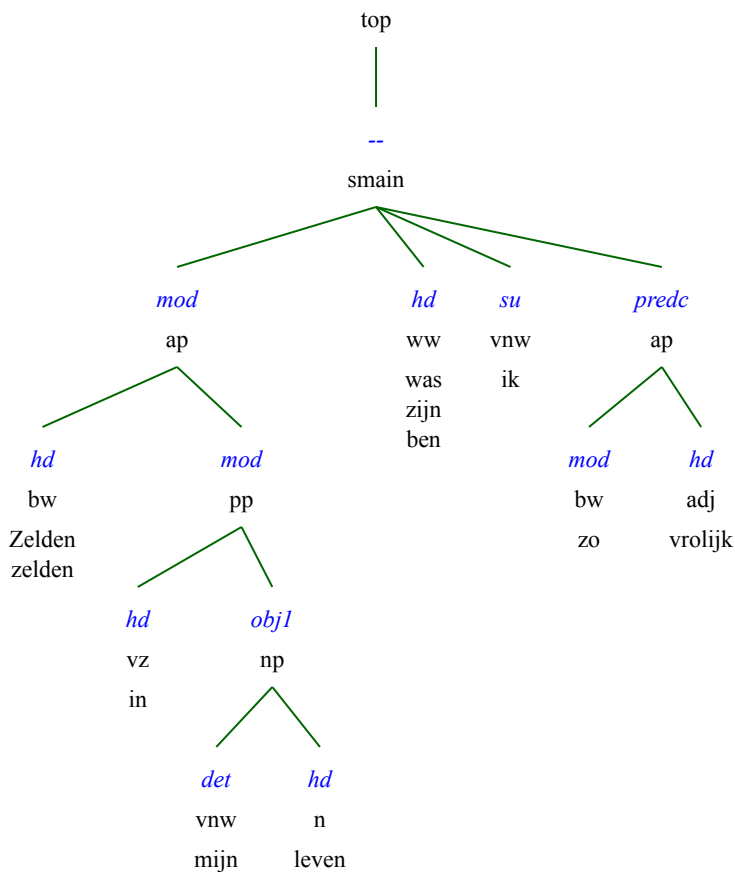 top
--
smain
mod hd su predc
ap ww vnw ap
was ik
zijn
ben
hd mod mod hd
bw pp bw adj
Zelden zo vrolijk
zelden
hd obj1
vz np
in
det hd
vnw n
mijn leven